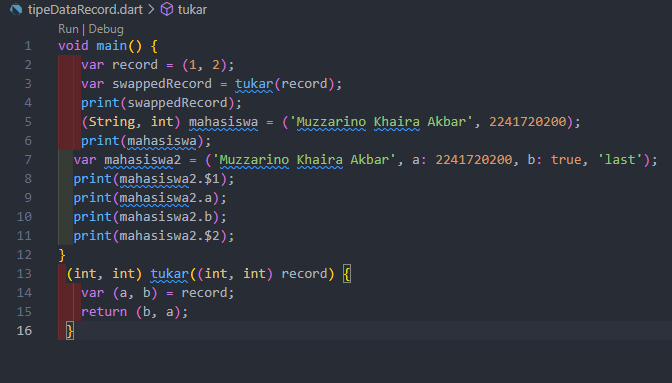 tipeDataRecord.dart > tukar
Run | Debug
1 void main() {
2 var record = (1, 2);
3 var swappedRecord = tukar(record);
4 print(swappedRecord);
5 (String, int) mahasiswa = ('Muzzarino Khaira Akbar', 2241720200);
6 print(mahasiswa);
7 var mahasiswa2 = ('Muzzarino Khaira Akbar', a: 2241720200, b: true, 'last');
8 print(mahasiswa2.$1);
9 print(mahasiswa2.a);
10 print(mahasiswa2.b);
11 print(mahasiswa2.$2);
12 }
13 (int, int) tukar((int, int) record) {
14 var (a, b) = record;
15 return (b, a);
16 }